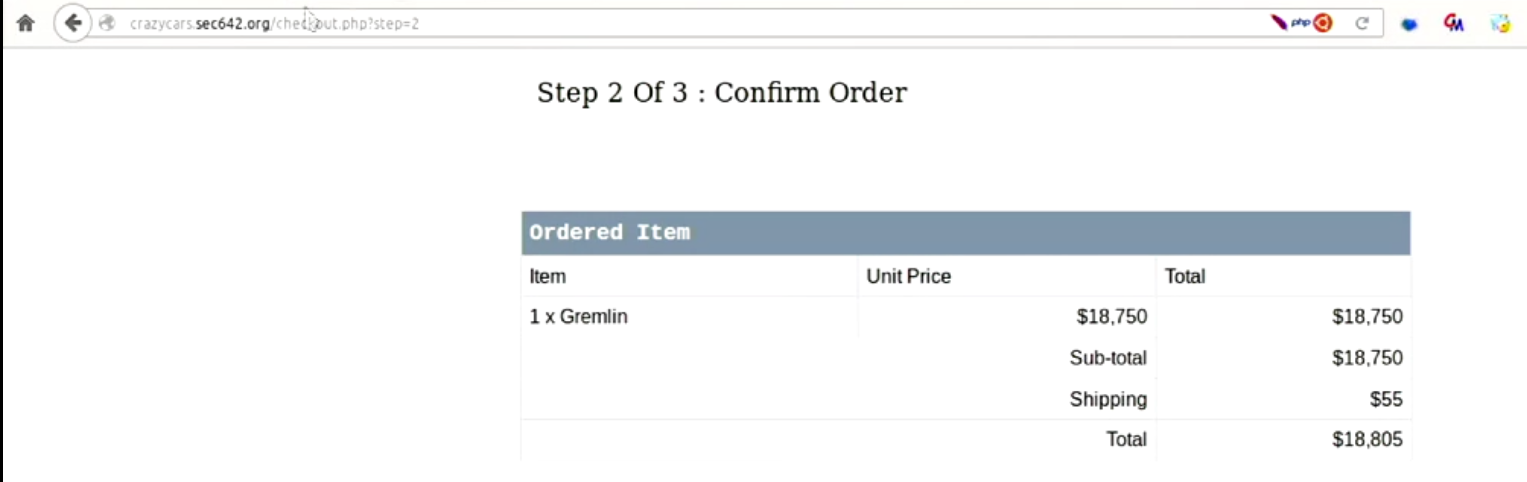 crazycars.sec642.org/checkout.php?step=2
php
Step 2 Of 3 : Confirm Order
Ordered Item
Item Unit Price Total
1 x Gremlin $18,750 $18,750
Sub-total $18,750
Shipping $55
Total $18,805